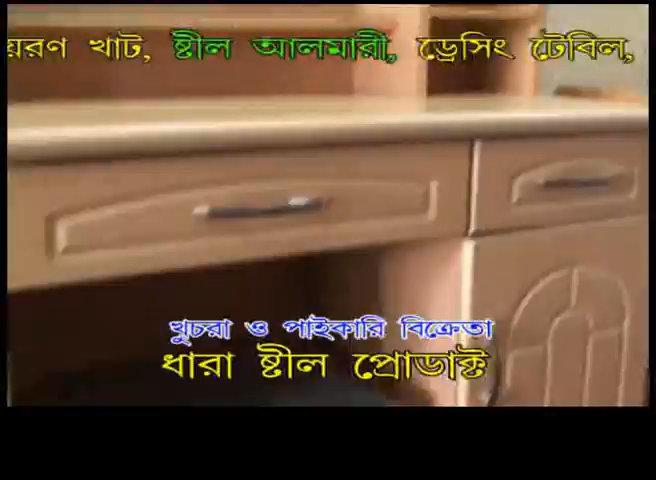 য়রণ খাট, ষ্টীল আলমারী, ড্রেসিং টেবিল,
খুচরা ও পাইকারি বিক্রেতা
ধারা ষ্টীল প্রোডাক্ট